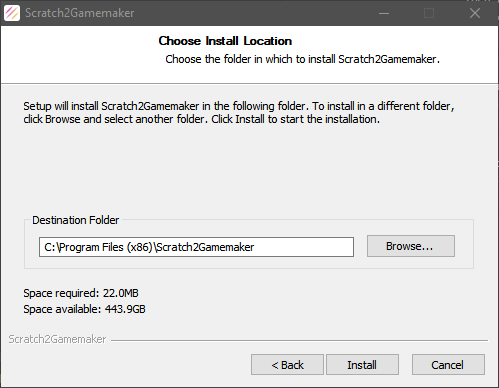 Scratch2Gamemaker
Choose Install Location
Choose the folder in which to install Scratch2Gamemaker.
Setup will install Scratch2Gamemaker in the following folder. To install in a different folder,
click Browse and select another folder. Click Install to start the installation.
Destination Folder
C:\Program Files (x86)\Scratch2Gamemaker
Browse...
Space required: 22.0MB
Space available: 443.9GB
Scratch2Gamemaker
< Back Install Cancel